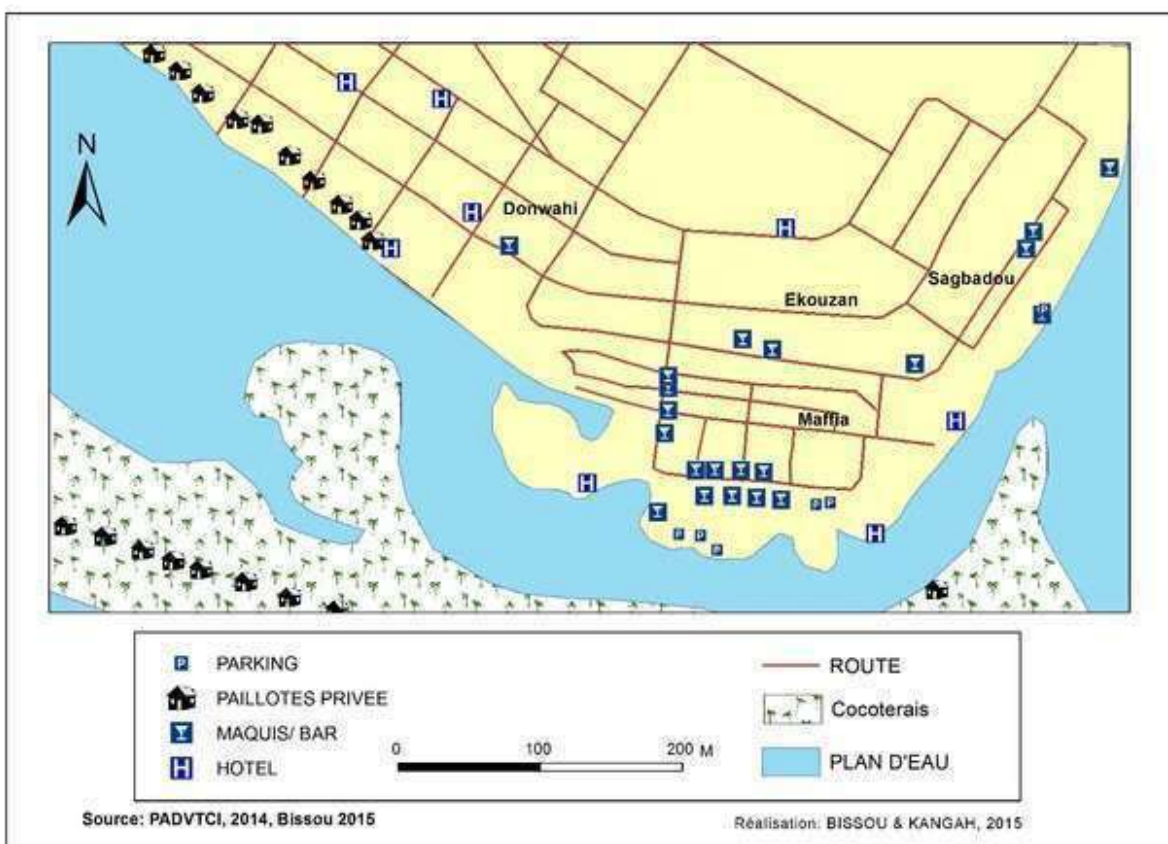 N
Donwahi
Sagbadou
Ekouzan
Maffia
PARKING
PAILLOTES PRIVEE
MAQUIS/ BAR
HOTEL
0 100 200 M
ROUTE
Cocoterais
PLAN D'EAU
Source: PADVTCI, 2014, Bissou 2015
Réalisation: BISSOU & KANGAH, 2015